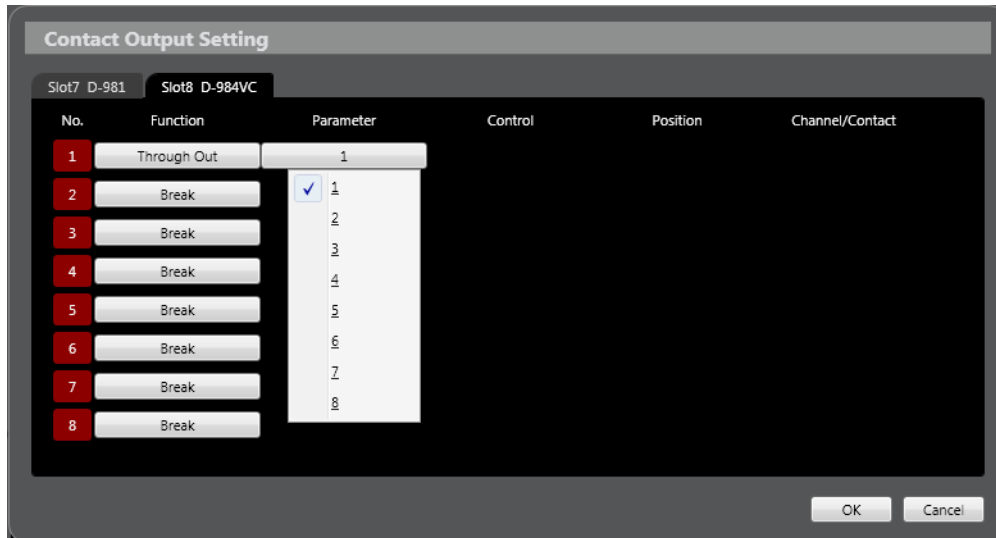 Contact Output Setting
Slot7 D-981 Slot8 D-984VC
No. Function Parameter Control Position Channel/Contact
1 Through Out 1
1
2 Break
2
3 Break
3
4 Break
4
5 Break
5
6 Break
6
7 Break
7
8
8 Break
OK Cancel